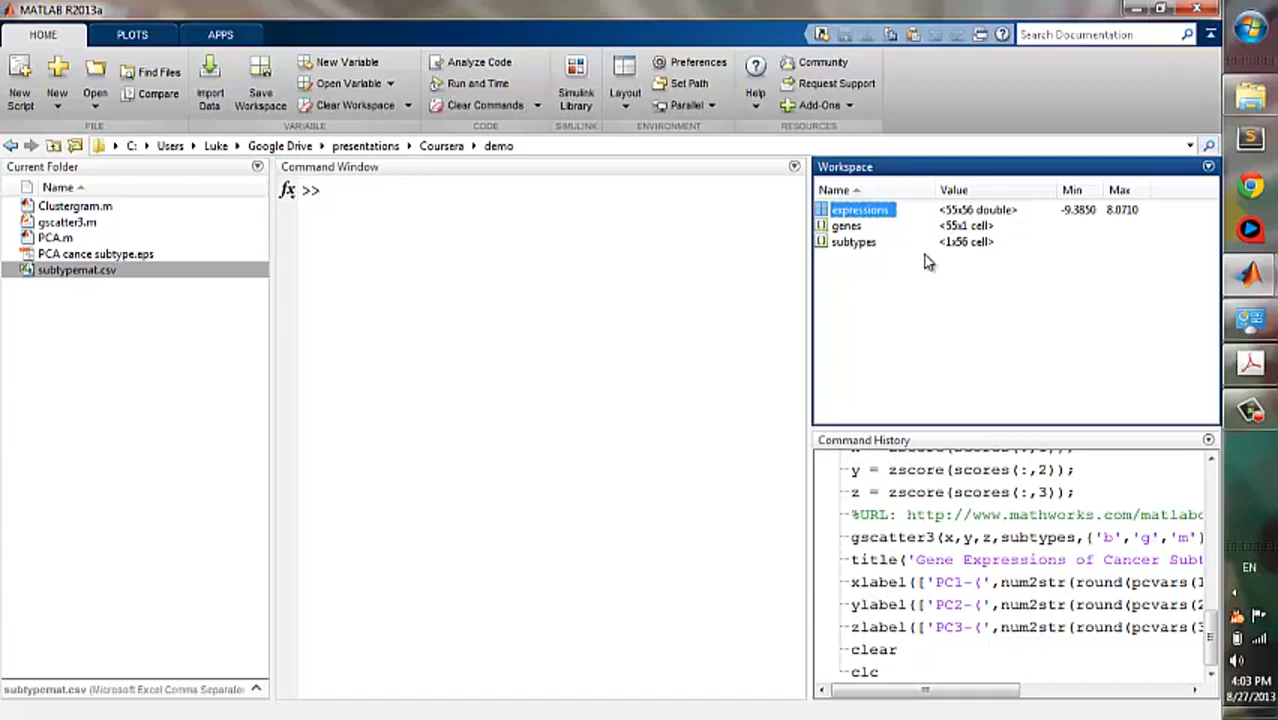 MATLAB R2013a
HOME PLOTS APPS
Search Documentation
New Script
New
Open
Find Files
Compare
FILE
Import Data
Save Workspace
New Variable
Open Variable
Clear Workspace
VARIABLE
Analyze Code
Run and Time
Clear Commands
CODE
Simulink Library
SIMULINK
Layout
Preferences
Set Path
Parallel
ENVIRONMENT
Help
Community
Request Support
Add-Ons
RESOURCES
C: Users Luke Google Drive presentations Coursera demo
Current Folder
Name
Clustergram.m
gscatter3.m
PCA.m
PCA cance subtype.eps
subtypemat.csv
subtypemat.csv (Microsoft Excel Comma Separate
Command Window
fx >>
Workspace
Name Value Min Max
expressions <55x56 double> -9.3850 8.0710
genes <55x1 cell>
subtypes <1x56 cell>
Command History
y = zscore(scores(:,2));
z = zscore(scores(:,3));
%URL: http://www.mathworks.com/matlabc
gscatter3(x,y,z,subtypes,{'b','g','m'}
title('Gene Expressions of Cancer Subt
xlabel(['PC1-(',num2str(round(pcvars(1
ylabel(['PC2-(',num2str(round(pcvars(2
zlabel(['PC3-(',num2str(round(pcvars(3
clear
clc
EN
4:03 PM
8/27/2013